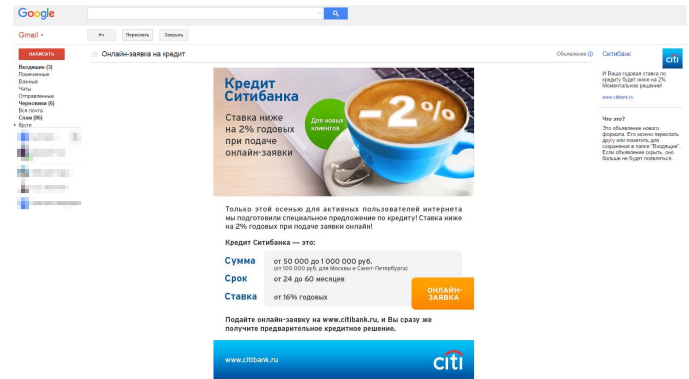 Google
Gmail
Переслать
Закрыть
НАПИСАТЬ
Онлайн-заявка на кредит
Объявление
Входящие (3)
Помеченные
Важные
Чаты
Отправленные
Черновики (6)
Вся почта
Спам (86)
Круги
Кредит
Ситибанка
Ставка ниже
на 2% годовых
при подаче
онлайн-заявки
Для новых
клиентов
-2%
Только этой осенью для активных пользователей интернета
мы подготовили специальное предложение по кредиту! Ставка ниже
на 2% годовых при подаче заявки онлайн!
Кредит Ситибанка — это:
Сумма от 50 000 до 1 000 000 руб.
(от 100 000 руб. для Москвы и Санкт-Петербурга)
Срок от 24 до 60 месяцев
Ставка от 16% годовых
ОНЛАЙН-
ЗАЯВКА
Подайте онлайн-заявку на www.citibank.ru, и Вы сразу же
получите предварительное кредитное решение.
www.citibank.ru
citi
Ситибанк
citi
И Ваша годовая ставка по
кредиту будет ниже на 2%.
Моментальное решение!
www.citibank.ru
Что это?
Это объявление нового
формата. Его можно переслать
другу или пометить для
сохранения в папке "Входящие".
Если объявление скрыть, оно
больше не будет появляться.